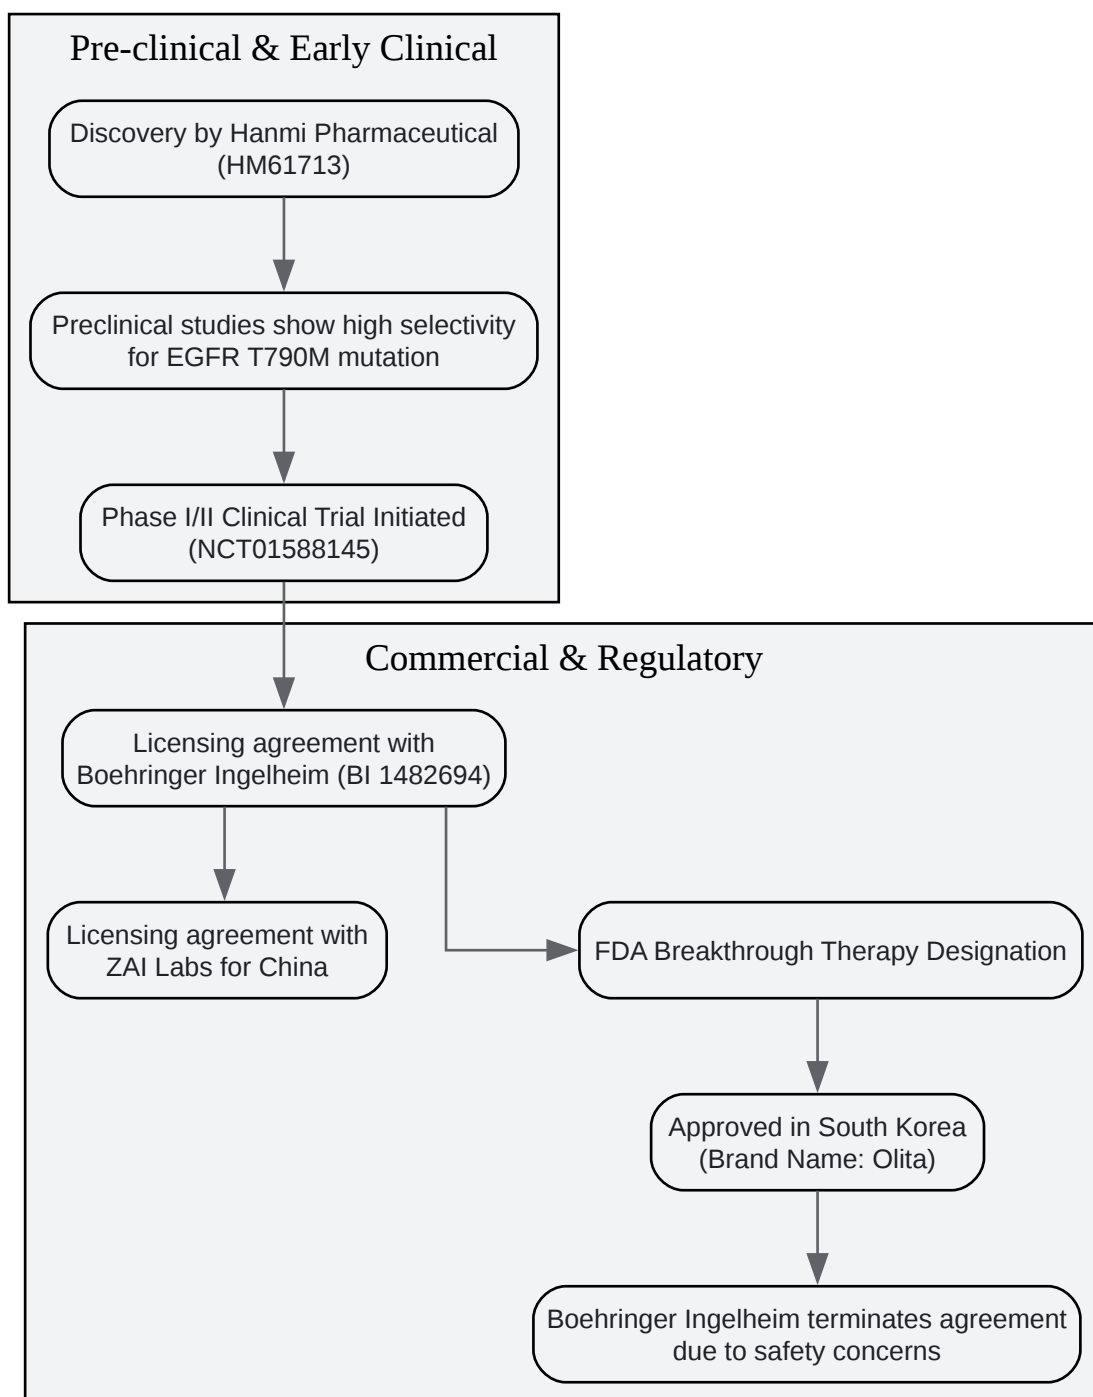 Pre-clinical & Early Clinical
Discovery by Hanmi Pharmaceutical
(HM61713)
Preclinical studies show high selectivity
for EGFR T790M mutation
Phase I/II Clinical Trial Initiated
(NCT01588145)
Commercial & Regulatory
Licensing agreement with
Boehringer Ingelheim (BI 1482694)
Licensing agreement with
ZAI Labs for China
FDA Breakthrough Therapy Designation
Approved in South Korea
(Brand Name: Olita)
Boehringer Ingelheim terminates agreement
due to safety concerns